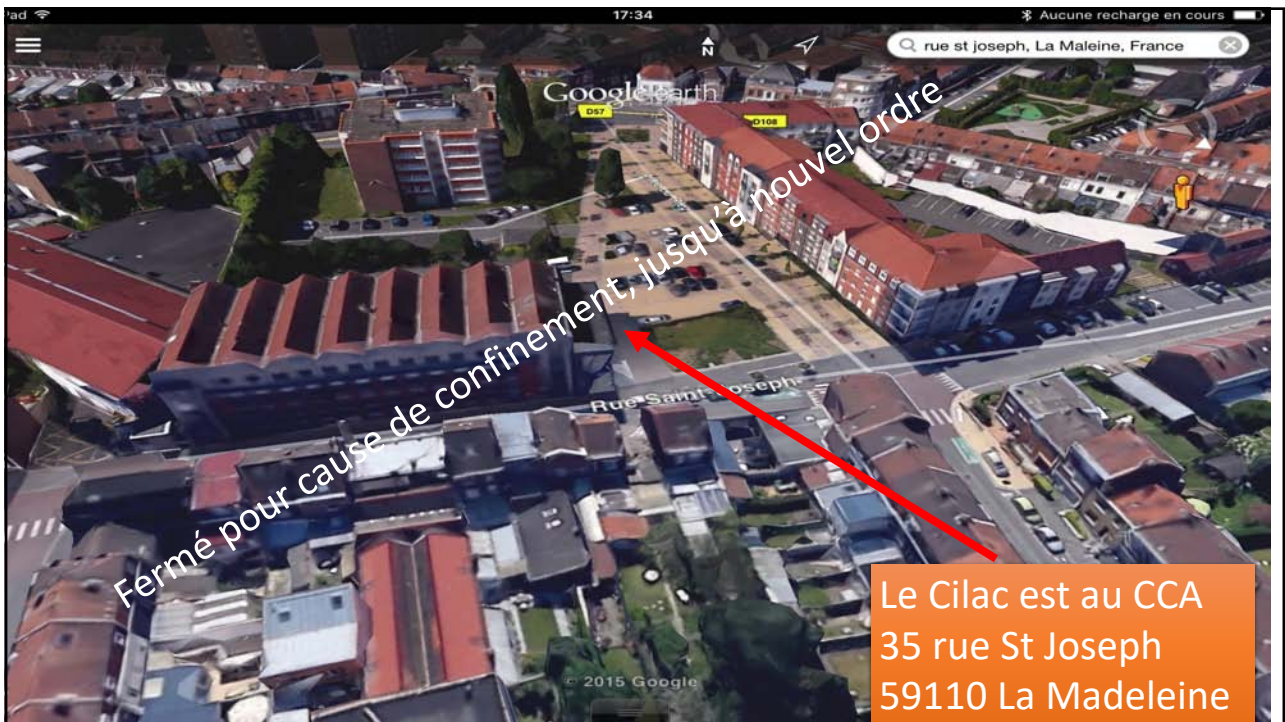 Pad
17:34
Aucune recharge en cours
N
rue st joseph, La Maleine, France
Google earth
D57
D108
Fermé pour cause de confinement, jusqu'à nouvel ordre
Rue Saint-Joseph
Le Cilac est au CCA
35 rue St Joseph
59110 La Madeleine
© 2015 Google